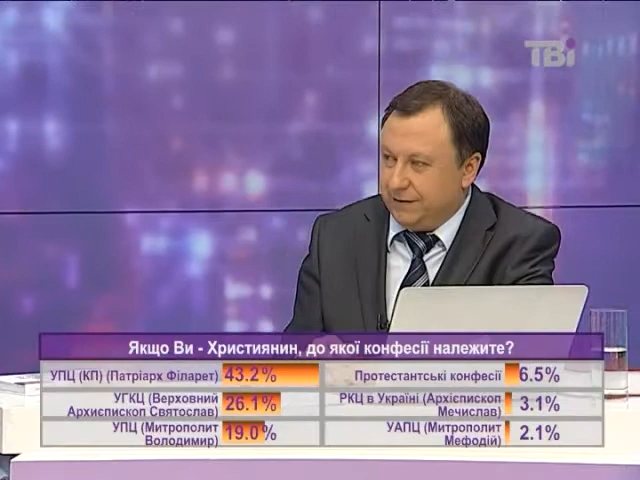 ТВі
Якщо Ви - Християнин, до якої конфесії належите?
УПЦ (КП) (Патріарх Філарет) 43.2%
УГКЦ (Верховний
Архиєпископ Святослав) 26.1%
УПЦ (Митрополит
Володимир) 19.0%
Протестантські конфесії 6.5%
РКЦ в Україні (Архієпископ
Мечислав) 3.1%
УАПЦ (Митрополит
Мефодій) 2.1%